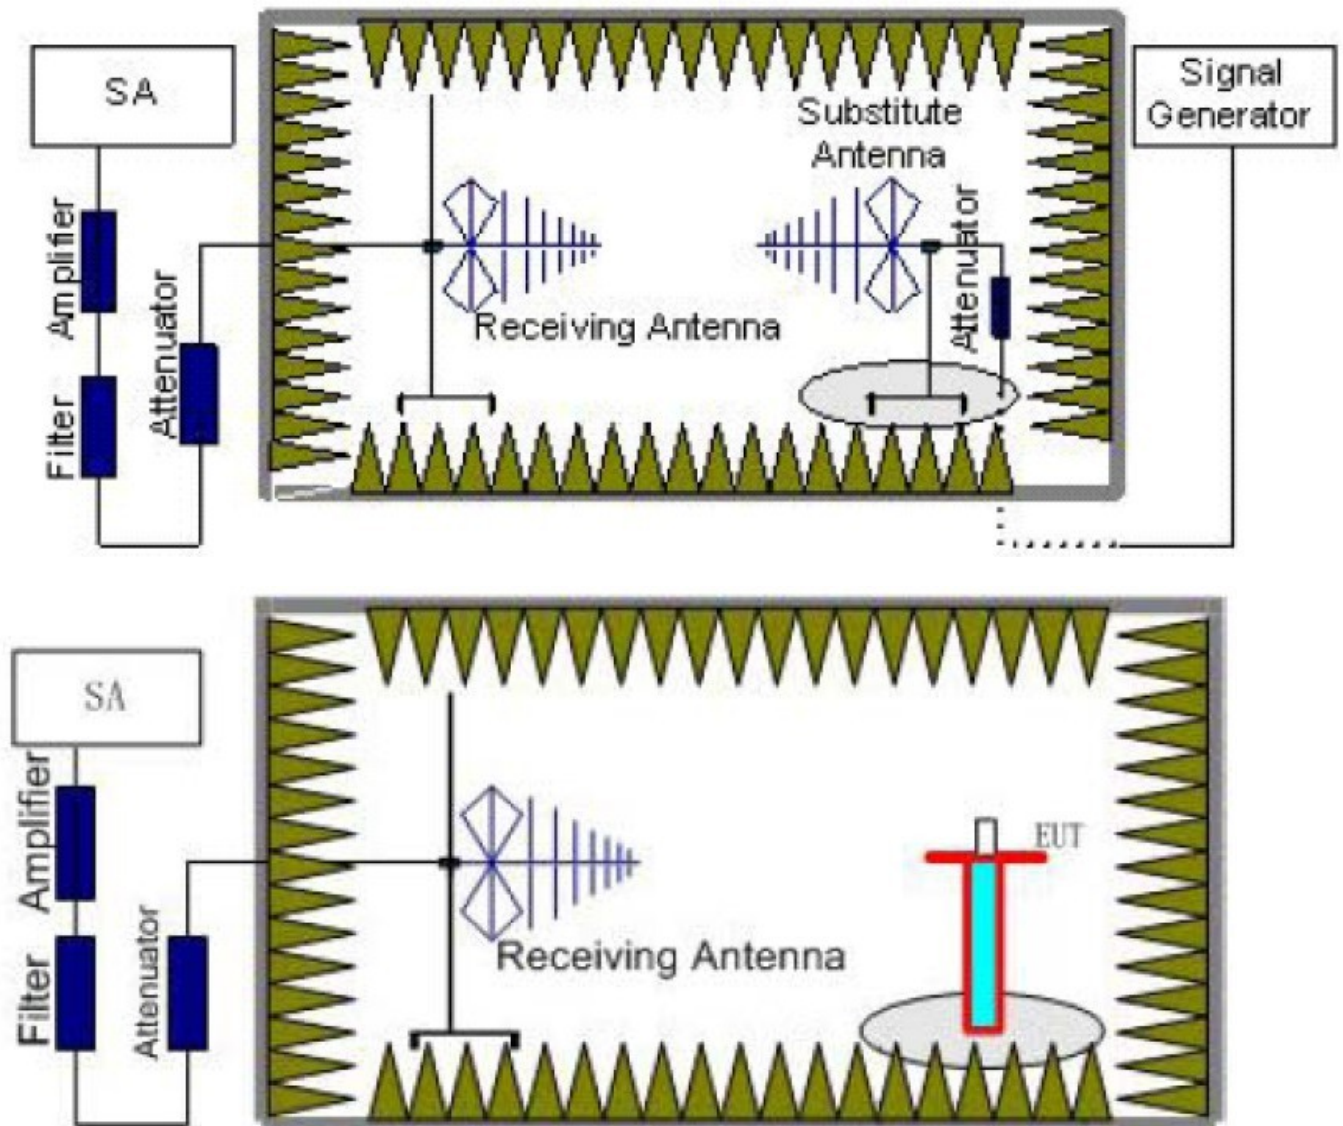 SA
Signal
Generator
Substitute
Antenna
Amplifier
Attenuator
Attenuator
Receiving Antenna
Filter
SA
Amplifier
EUT
Receiving Antenna
Filter
Attenuator